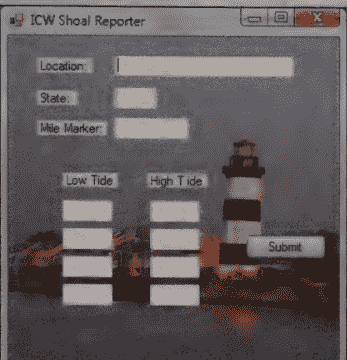 ICW Shoal Reporter
Location:
State:
Mile Marker:
Low Tide High Tide
Submit